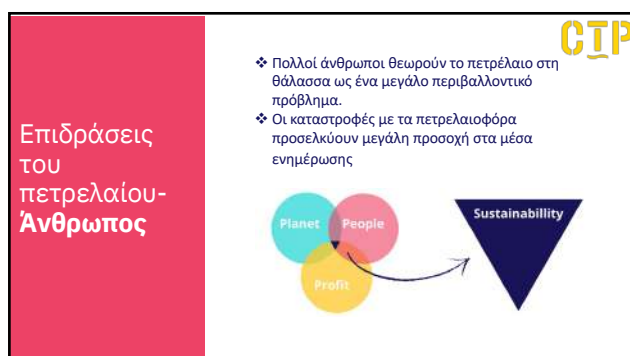 CTP
❖ Πολλοί άνθρωποι θεωρούν το πετρέλαιο στη
θάλασσα ως ένα μεγάλο περιβαλλοντικό
πρόβλημα.
❖ Οι καταστροφές με τα πετρελαιοφόρα
προσελκύουν μεγάλη προσοχή στα μέσα
ενημέρωσης
Επιδράσεις
του
πετρελαίου-
Άνθρωπος
Planet People
Profit
Sustainabillity